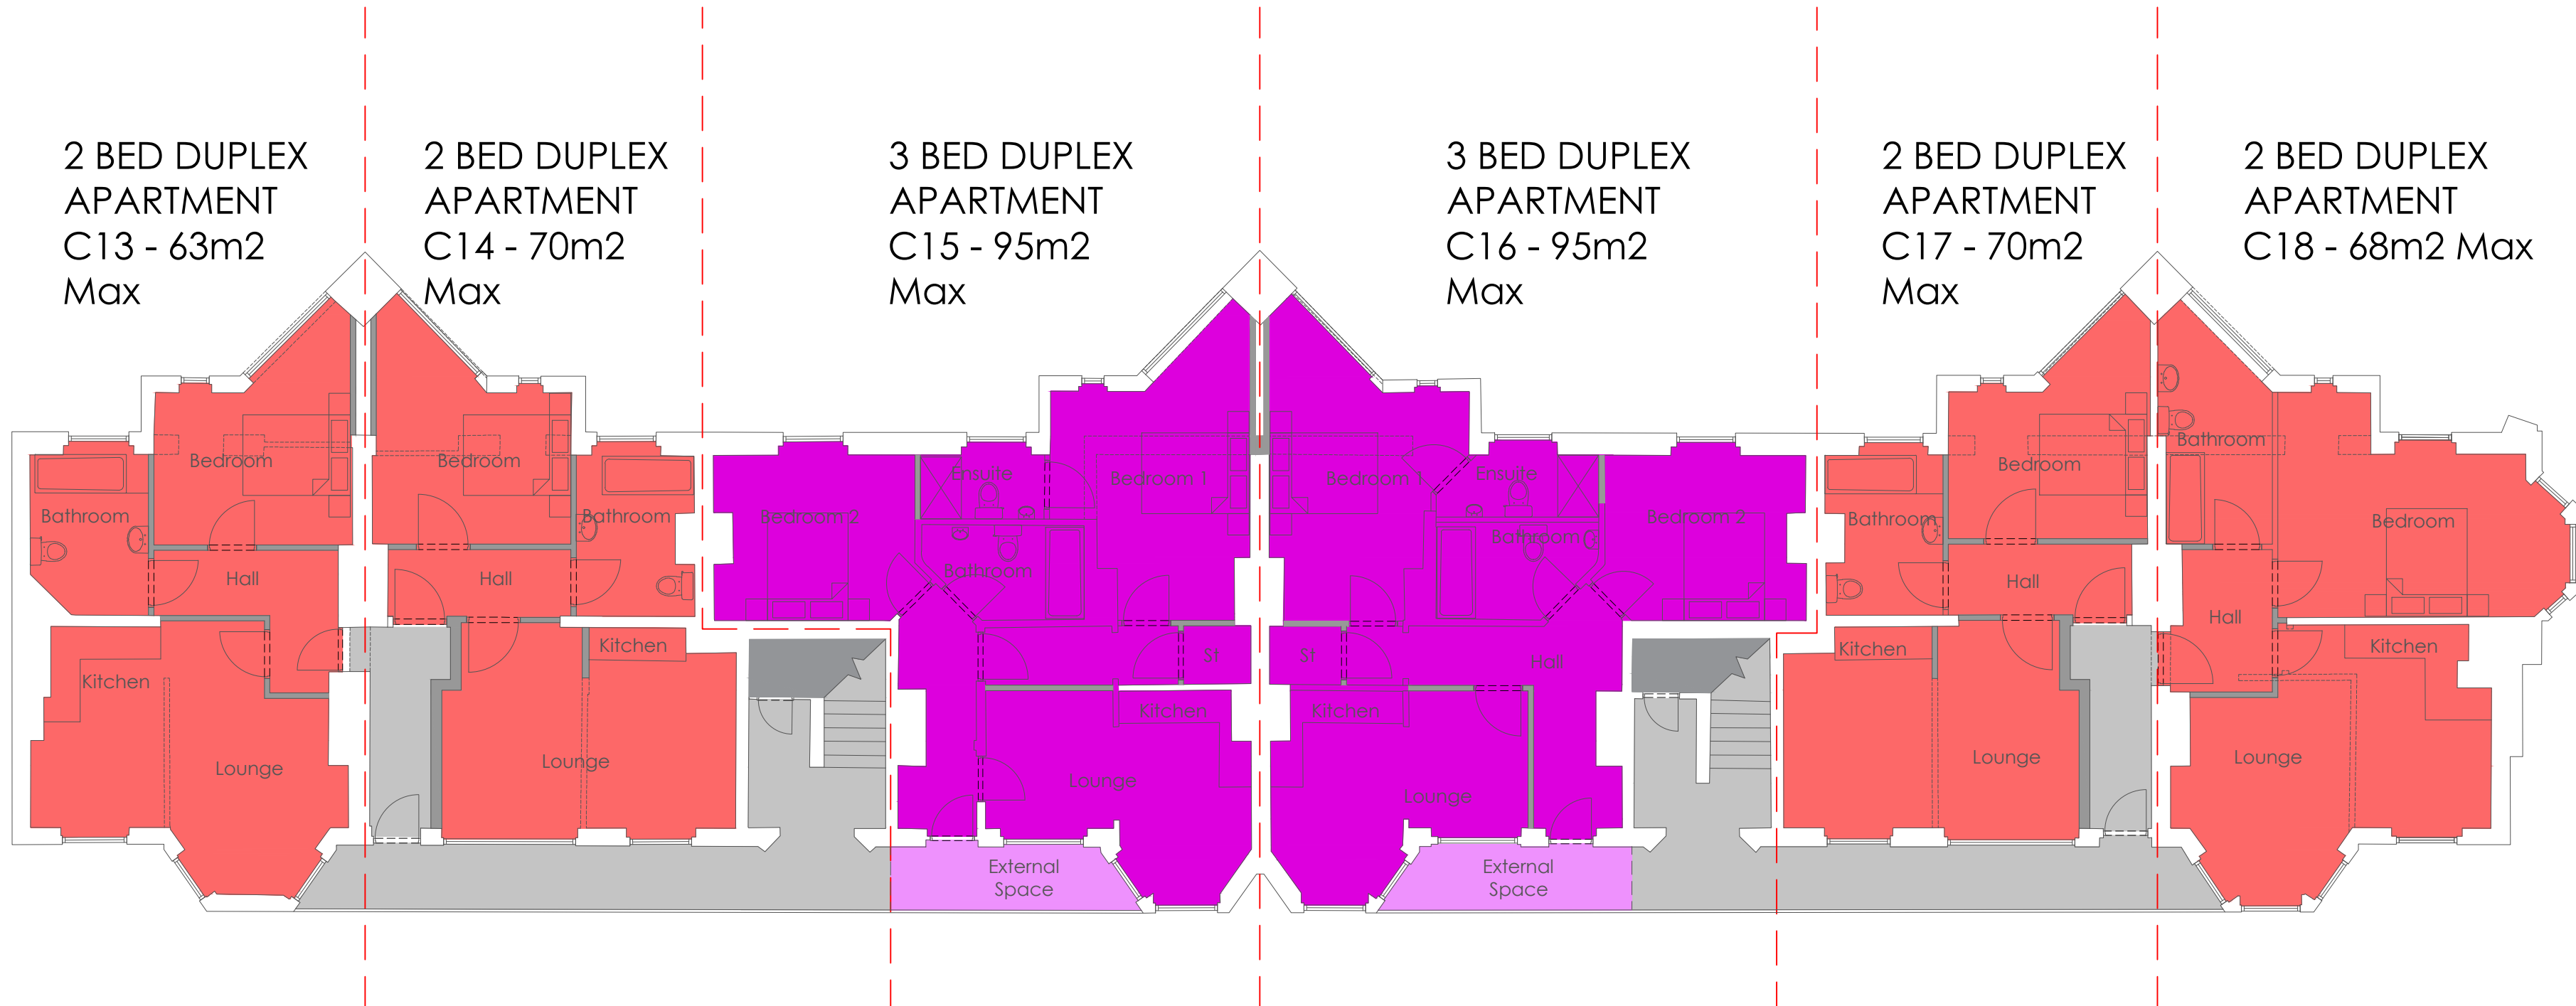 2 BED DUPLEX
APARTMENT
C13 - 63m2
Max
2 BED DUPLEX
APARTMENT
C14 - 70m2
Max
3 BED DUPLEX
APARTMENT
C15 - 95m2
Max
3 BED DUPLEX
APARTMENT
C16 - 95m2
Max
2 BED DUPLEX
APARTMENT
C17 - 70m2
Max
2 BED DUPLEX
APARTMENT
C18 - 68m2 Max
Bedroom
Bathroom
Hall
Kitchen
Lounge
Bedroom
Bathroom
Hall
Kitchen
Lounge
Bedroom 2
Ensuite
Bedroom 1
Bathroom
St
Kitchen
Lounge
External
Space
Bedroom 1
Ensuite
Bedroom 2
Bathroom
St
Hall
Kitchen
Lounge
External
Space
Bedroom
Bathroom
Hall
Kitchen
Lounge
Bathroom
Bedroom
Hall
Kitchen
Lounge